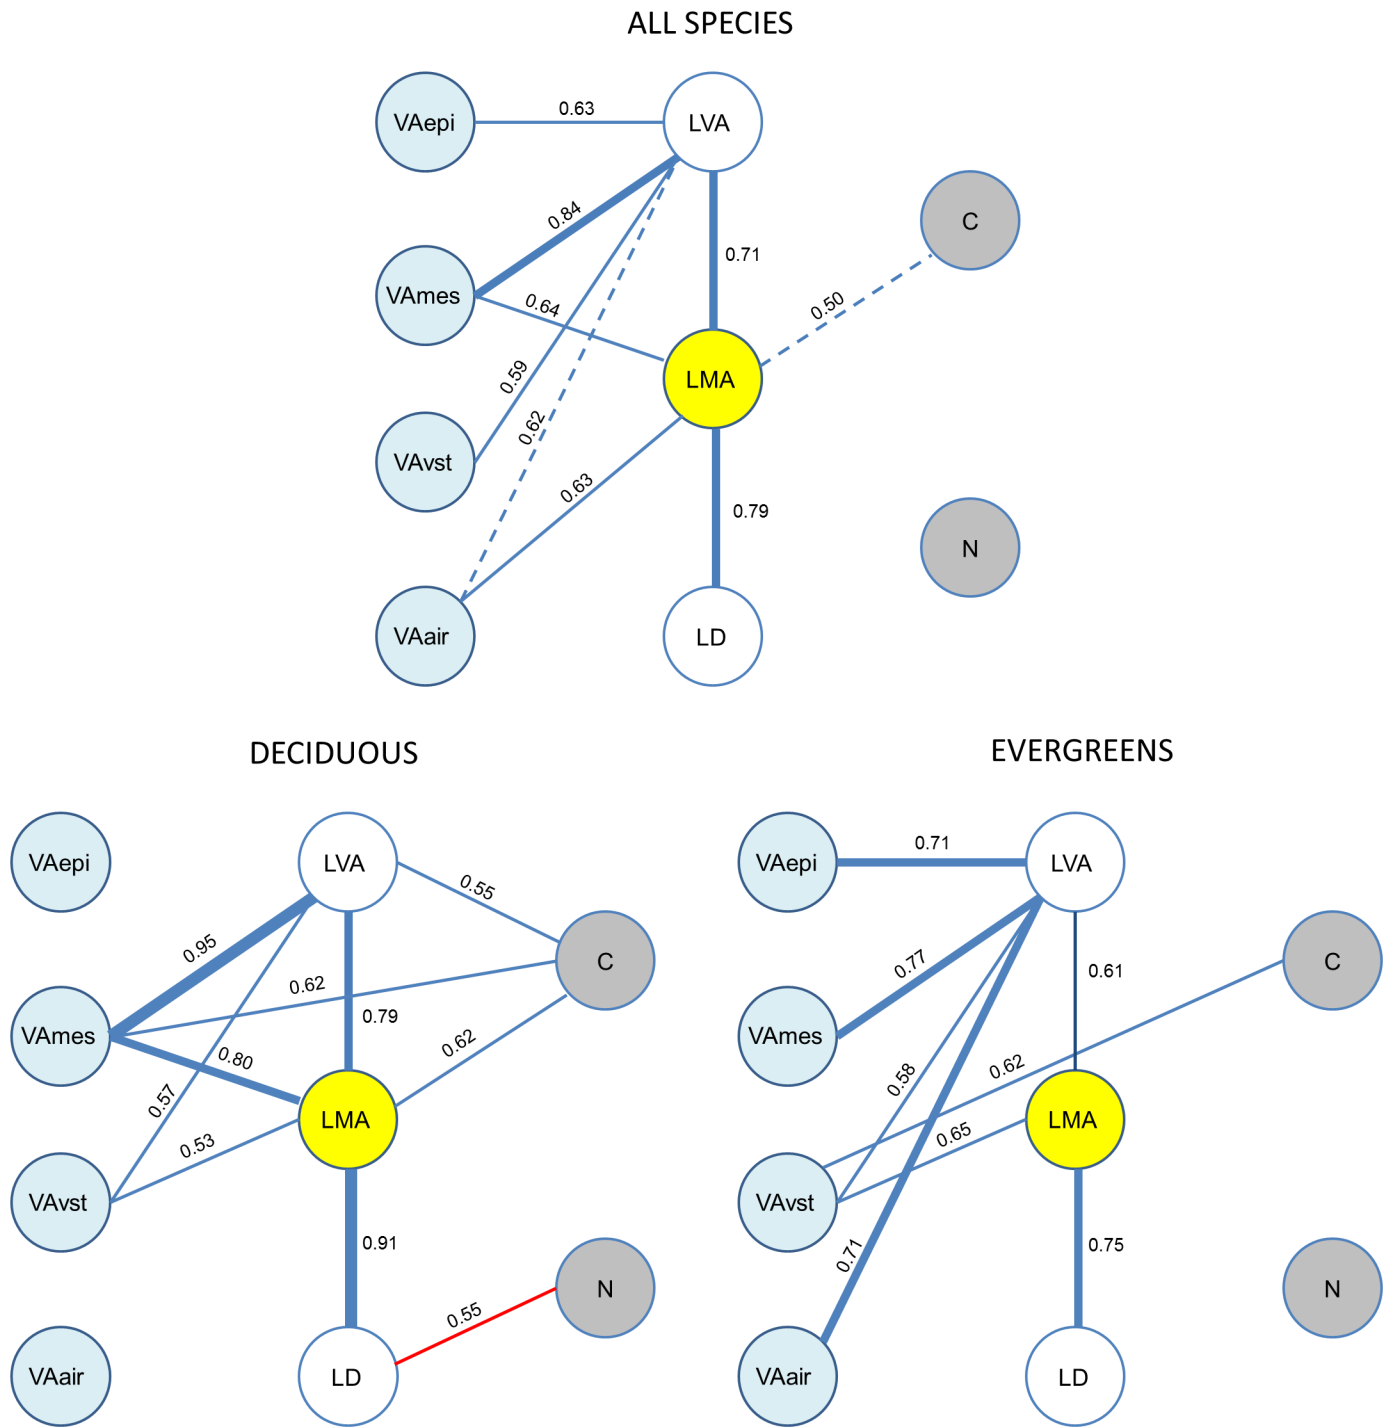 ALL SPECIES
VAepi
0.63
LVA
0.84
C
0.71
VAmes
0.64
0.50
0.59
LMA
0.62
VAvst
0.63
0.79
N
VAair
LD
DECIDUOUS
VAepi
LVA
0.55
0.95
C
0.62
0.79
VAmes
0.80
0.62
0.57
LMA
0.53
VAvst
0.91
N
0.55
VAair
LD
EVERGREENS
VAepi
0.71
LVA
0.77
C
0.61
VAmes
0.58
0.62
LMA
0.65
VAvst
0.71
0.75
N
VAair
LD